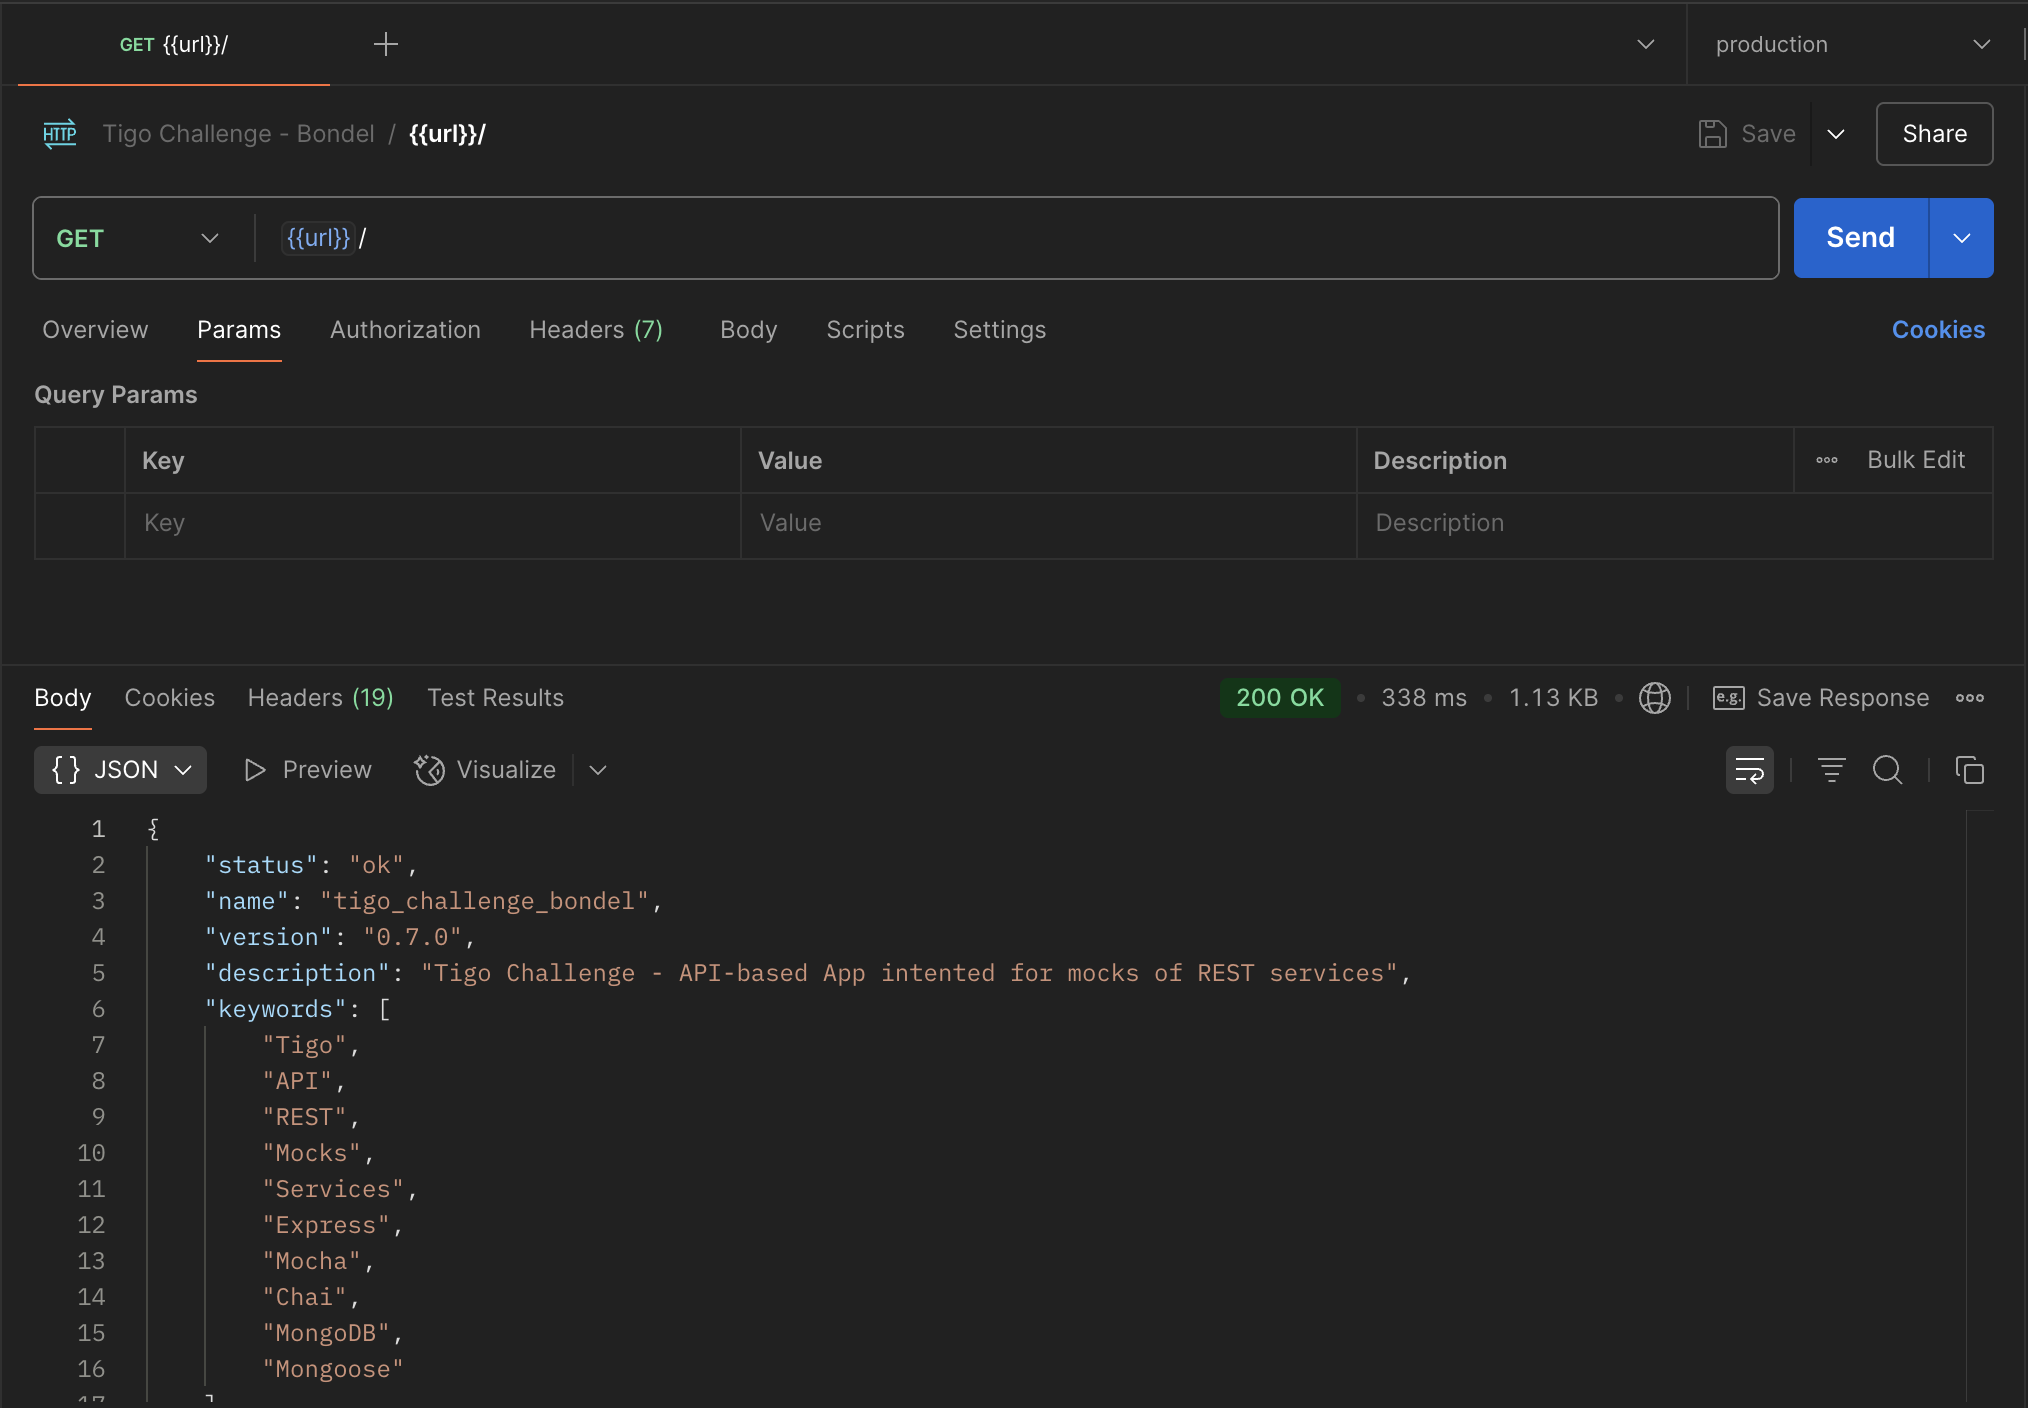 GET {{url}}/
production
HTTP Tigo Challenge - Bondel / {{url}}/
Save
Share
GET {{url}} /
Send
Overview Params Authorization Headers (7) Body Scripts Settings Cookies
Query Params
Key Value Description Bulk Edit
Key Value Description
Body Cookies Headers (19) Test Results 200 OK • 338 ms • 1.13 KB • e.g. Save Response
{} JSON Preview Visualize
1 {
2 "status": "ok",
3 "name": "tigo_challenge_bondel",
4 "version": "0.7.0",
5 "description": "Tigo Challenge - API-based App intented for mocks of REST services",
6 "keywords": [
7 "Tigo",
8 "API",
9 "REST",
10 "Mocks",
11 "Services",
12 "Express",
13 "Mocha",
14 "Chai",
15 "MongoDB",
16 "Mongoose"
17 ]